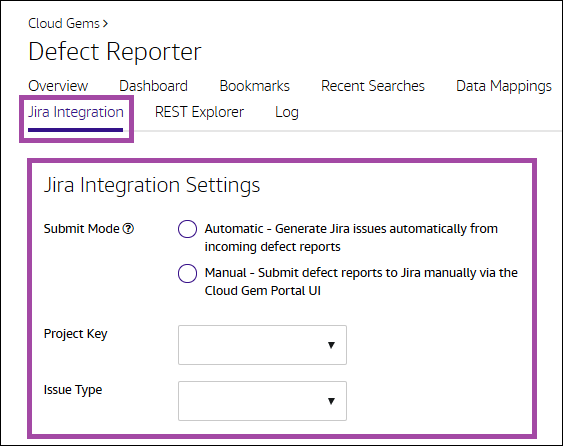 Cloud Gems >
Defect Reporter
Overview Dashboard Bookmarks Recent Searches Data Mappings
Jira Integration REST Explorer Log
Jira Integration Settings
Submit Mode ? Automatic - Generate Jira issues automatically from
incoming defect reports
Manual - Submit defect reports to Jira manually via the
Cloud Gem Portal UI
Project Key
Issue Type